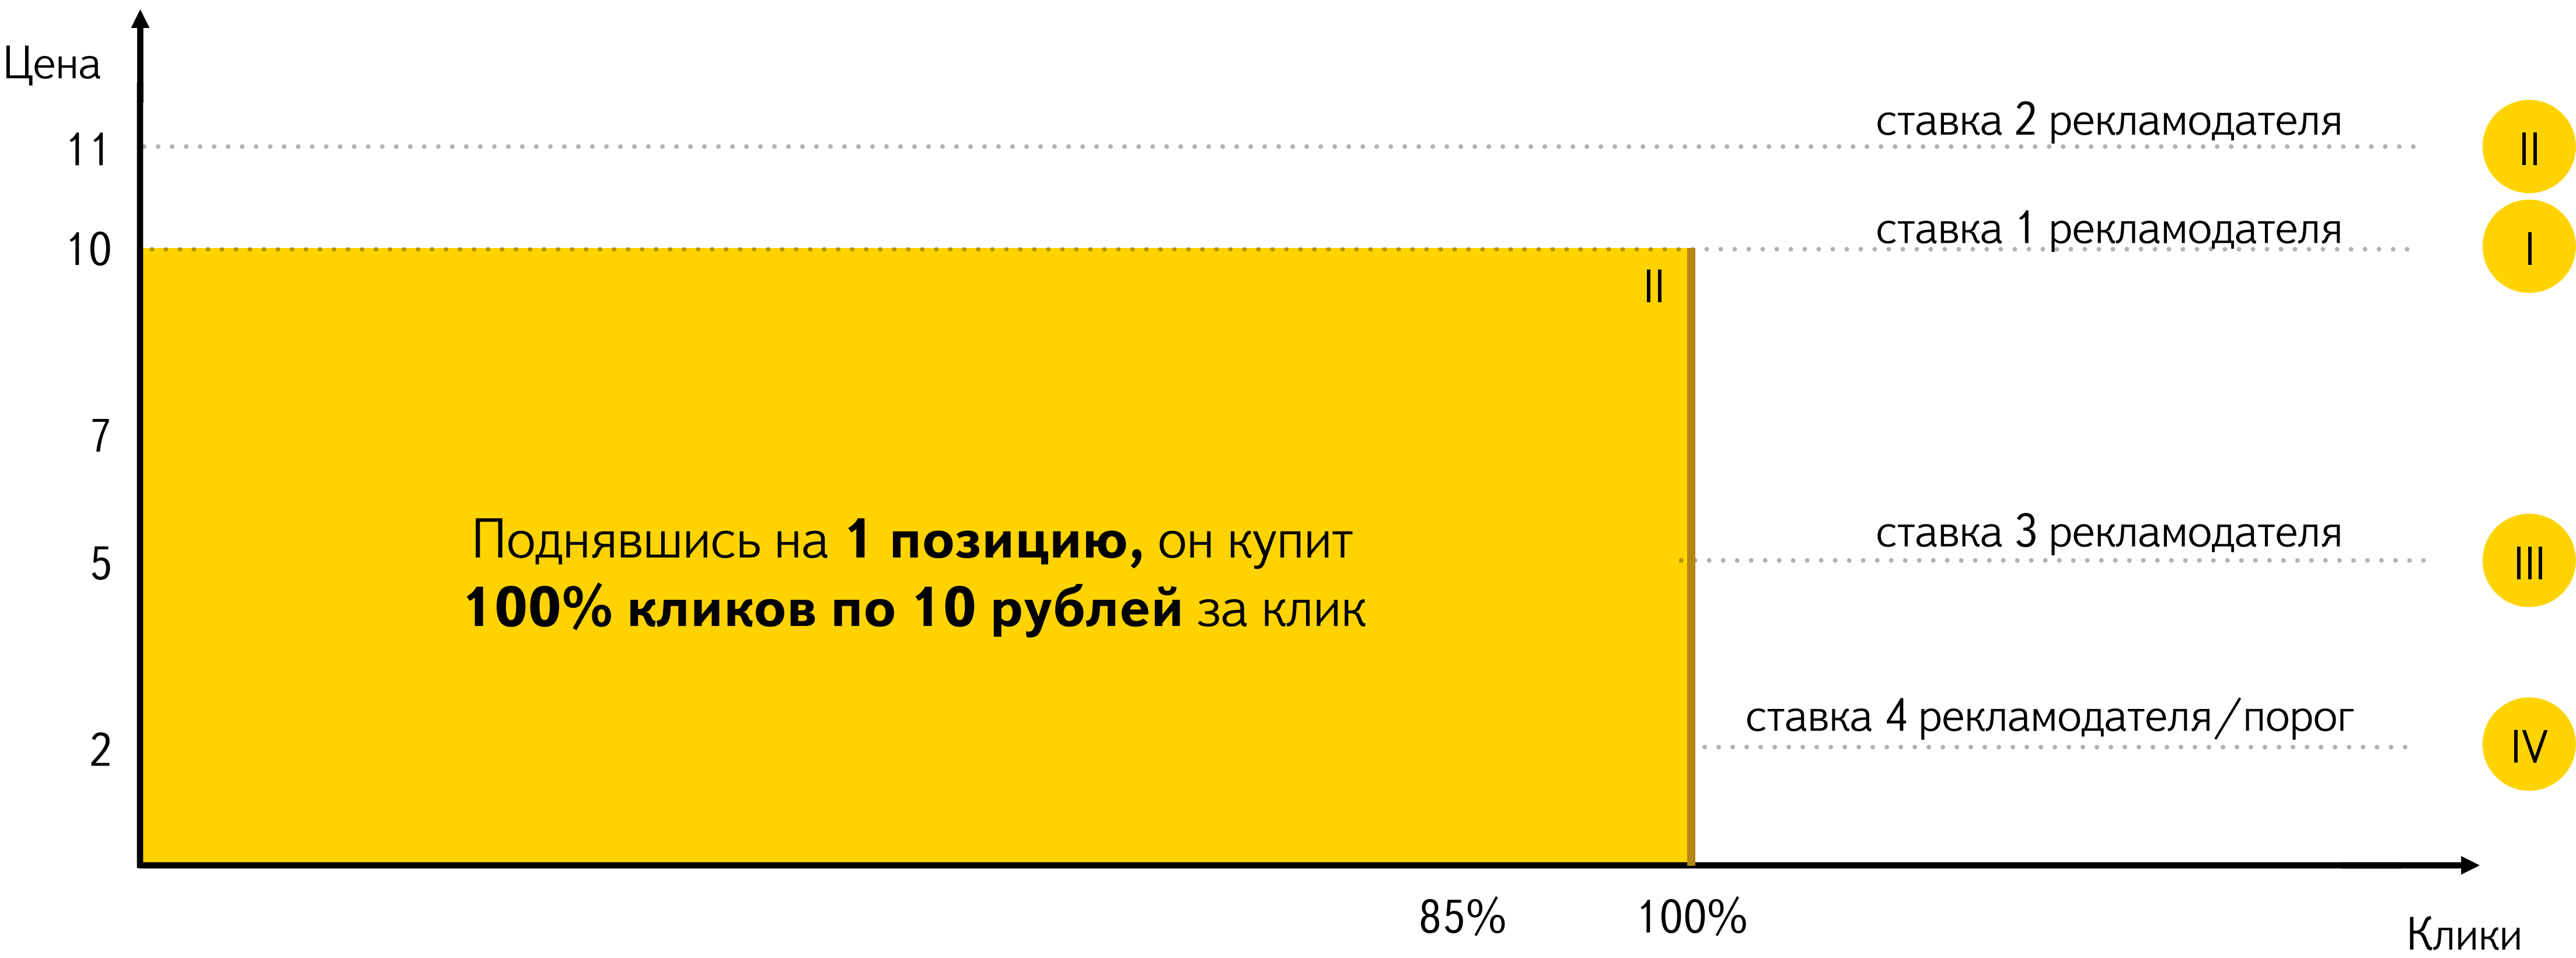 Цена
11
ставка 2 рекламодателя
II
10
ставка 1 рекламодателя
I
II
7
Поднявшись на 1 позицию, он купит
100% кликов по 10 рублей за клик
5
ставка 3 рекламодателя
III
2
ставка 4 рекламодателя/порог
IV
85%
100%
Клики